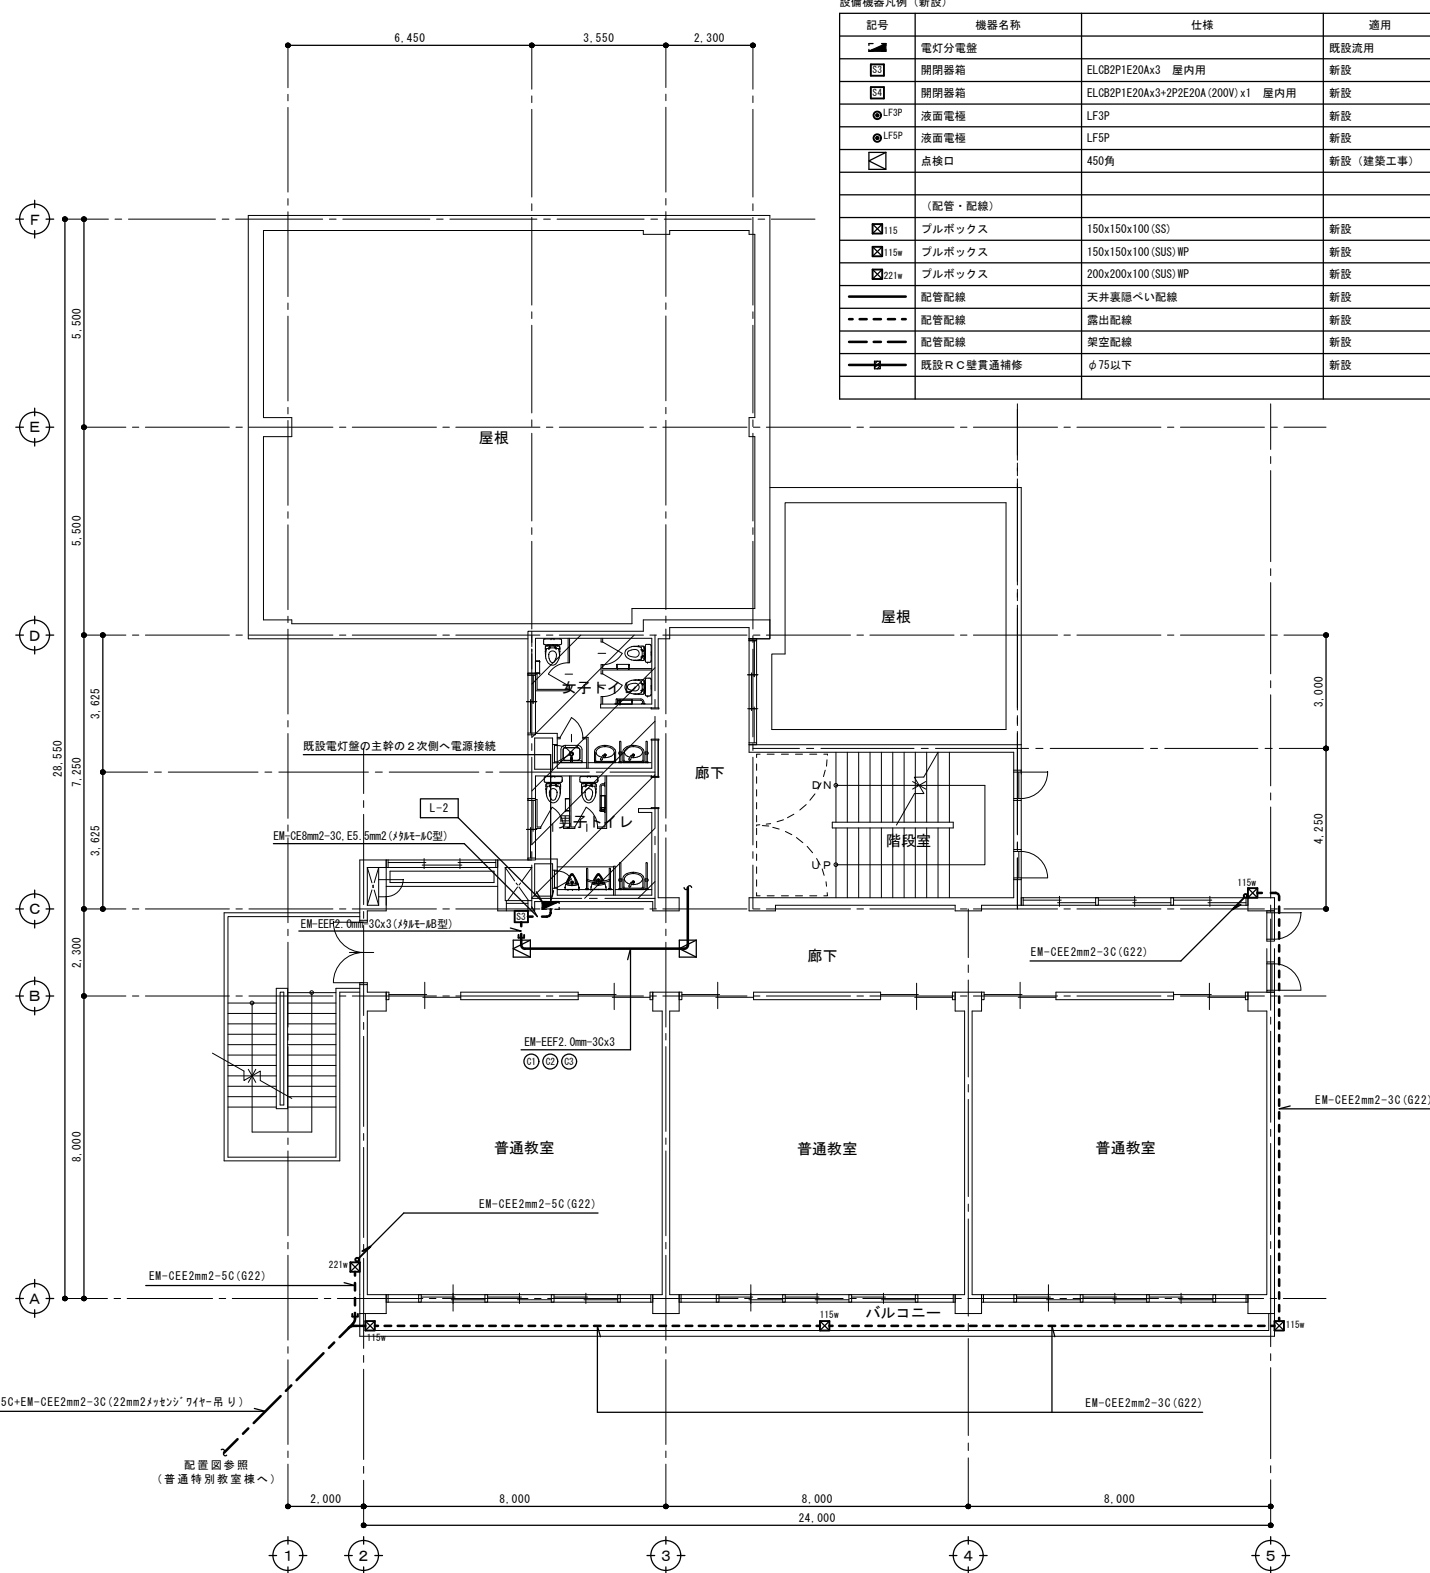 設備機器凡例（新設）
記号 機器名称 仕様 適用
電灯分電盤 既設流用
S3 開閉器箱 ELCB2P1E20Ax3 屋内用 新設
S4 開閉器箱 ELCB2P1E20Ax3+2P2E20A(200V)x1 屋内用 新設
LF3P 液面電極 LF3P 新設
LF5P 液面電極 LF5P 新設
点検口 450角 新設（建築工事）
（配管・配線）
115 プルボックス 150x150x100(SS) 新設
115w プルボックス 150x150x100(SUS)WP 新設
221w プルボックス 200x200x100(SUS)WP 新設
配管配線 天井裏隠ぺい配線 新設
配管配線 露出配線 新設
配管配線 架空配線 新設
既設ＲＣ壁貫通補修 φ75以下 新設
6,450 3,550 2,300
F
5,500
E
屋根
5,500
屋根
D
女子トイレ
3,625
3,000
28,550
7,250
既設電灯盤の主幹の２次側へ電源接続
廊下
DN
L-2
男子トイレ
EM-CE8mm2-3C,E5.5mm2(ﾒﾀﾙﾓｰﾙC型)
3,625
4,250
階段室
UP
115w
C
S3
EM-EEF2.0mm-3Cx3(ﾒﾀﾙﾓｰﾙB型)
2,300
廊下
EM-CEE2mm2-3C(G22)
B
EM-EEF2.0mm-3Cx3
C1 C2 C3
EM-CEE2mm2-3C(G22)
8,000
普通教室 普通教室 普通教室
EM-CEE2mm2-5C(G22)
221w
EM-CEE2mm2-5C(G22)
A
バルコニー
115w
115w
115w
5C+EM-CEE2mm2-3C(22mm2ﾒｯｾﾝｼﾞﾜｲﾔｰ吊り)
EM-CEE2mm2-3C(G22)
配置図参照
（普通特別教室棟へ）
2,000 8,000 8,000 8,000
24,000
1 2 3 4 5